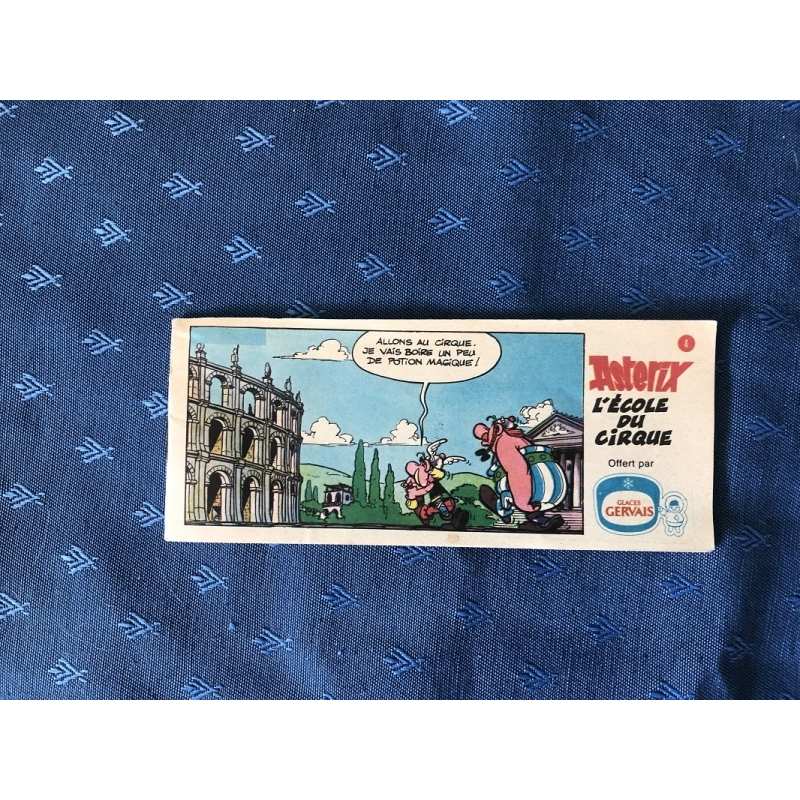 ALLONS AU CIRQUE.
JE VAIS BOIRE UN PEU
DE POTION MAGIQUE!
Asterix
L'ÉCOLE
DU
CIRQUE
Offert par
GLACES
GERVAIS